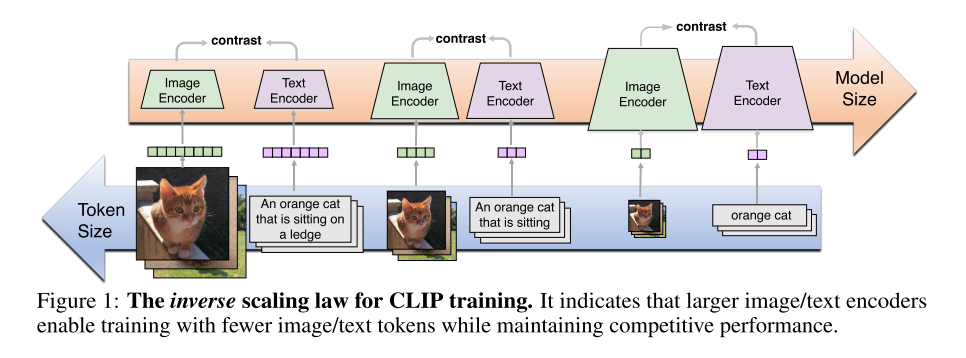 contrast
contrast
contrast
Image
Encoder
Text
Encoder
Image
Encoder
Text
Encoder
Image
Encoder
Text
Encoder
Model
Size
Token
Size
An orange cat
that is sitting on
a ledge
An orange cat
that is sitting
orange cat
Figure 1: The inverse scaling law for CLIP training. It indicates that larger image/text encoders
enable training with fewer image/text tokens while maintaining competitive performance.